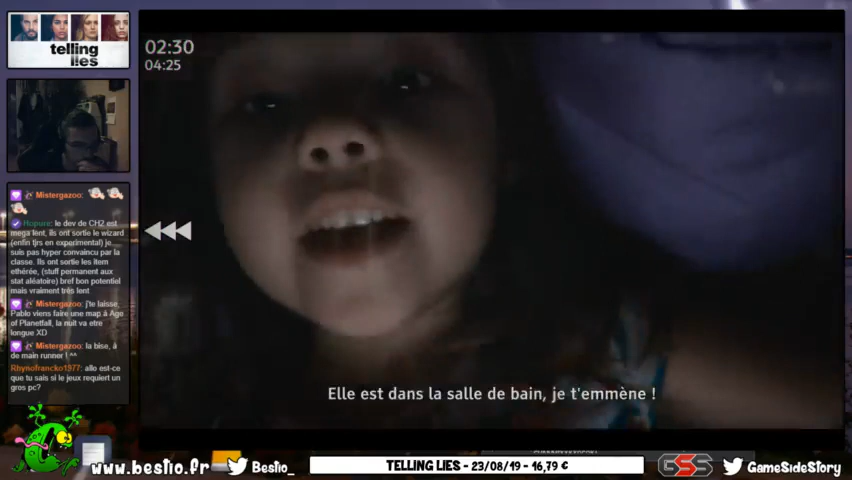 telling
lies
02:30
04:25
Mistergazoo:
Hopure: le dev de CH2 est
mega lent, ils ont sortie le wizard
(enfin tjrs en experimental) je
suis pas hyper convaincu par la
classe. Ils ont sortie les item
ethérée, (stuff permanent aux
stat aléatoire) bref bon potentiel
mais vraiment très lent
Mistergazoo: j'te laisse,
Pablo viens faire une map à Age
of Planetfall, la nuit va etre
longue XD
Mistergazoo: la bise, à
de main runner ! ^^
Rhynofrancko1977: allo est-ce
que tu sais si le jeux requiert un
gros pc?
Elle est dans la salle de bain, je t'emmène !
www.bestio.fr
Bestio_
TELLING LIES - 23/08/19 - 16,79 €
GSS
GameSideStory